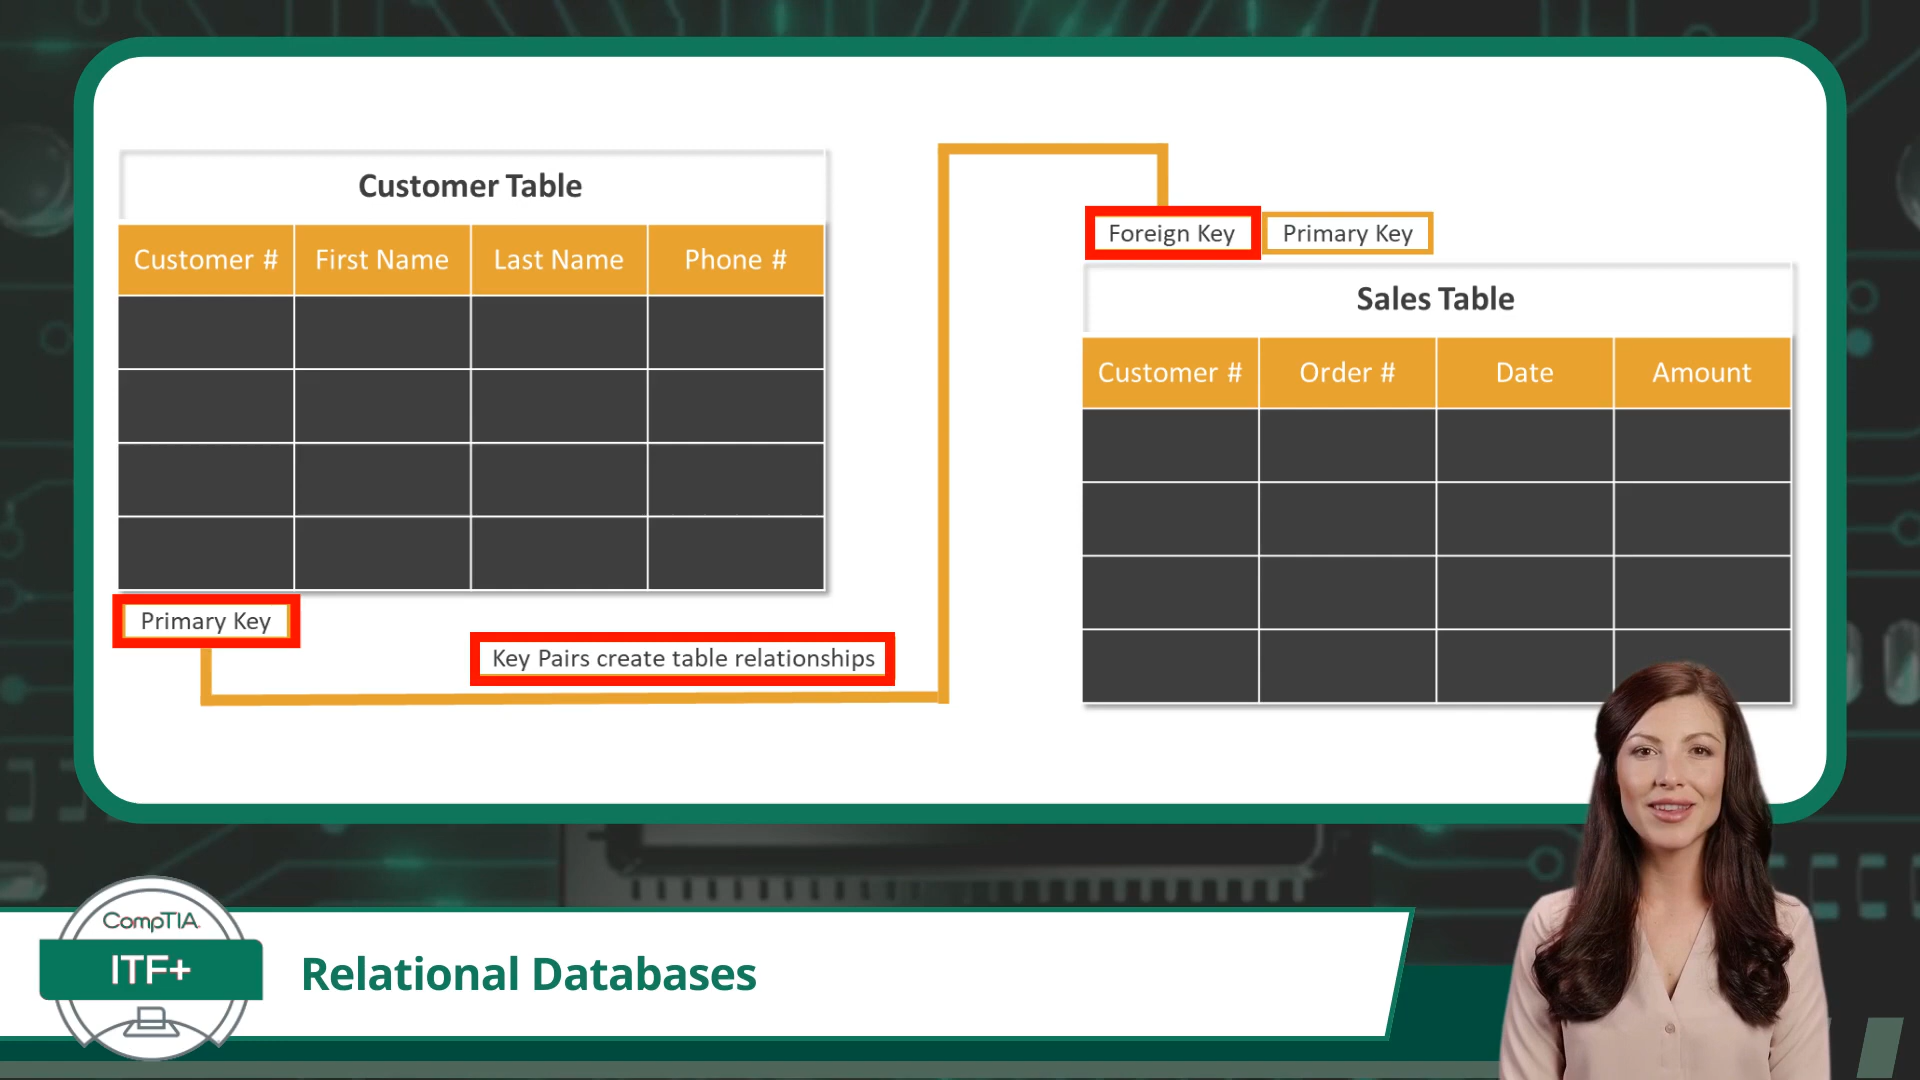 Customer Table
Customer # First Name Last Name Phone #
Primary Key
Key Pairs create table relationships
Foreign Key Primary Key
Sales Table
Customer # Order # Date Amount
CompTIA
ITF+
Relational Databases